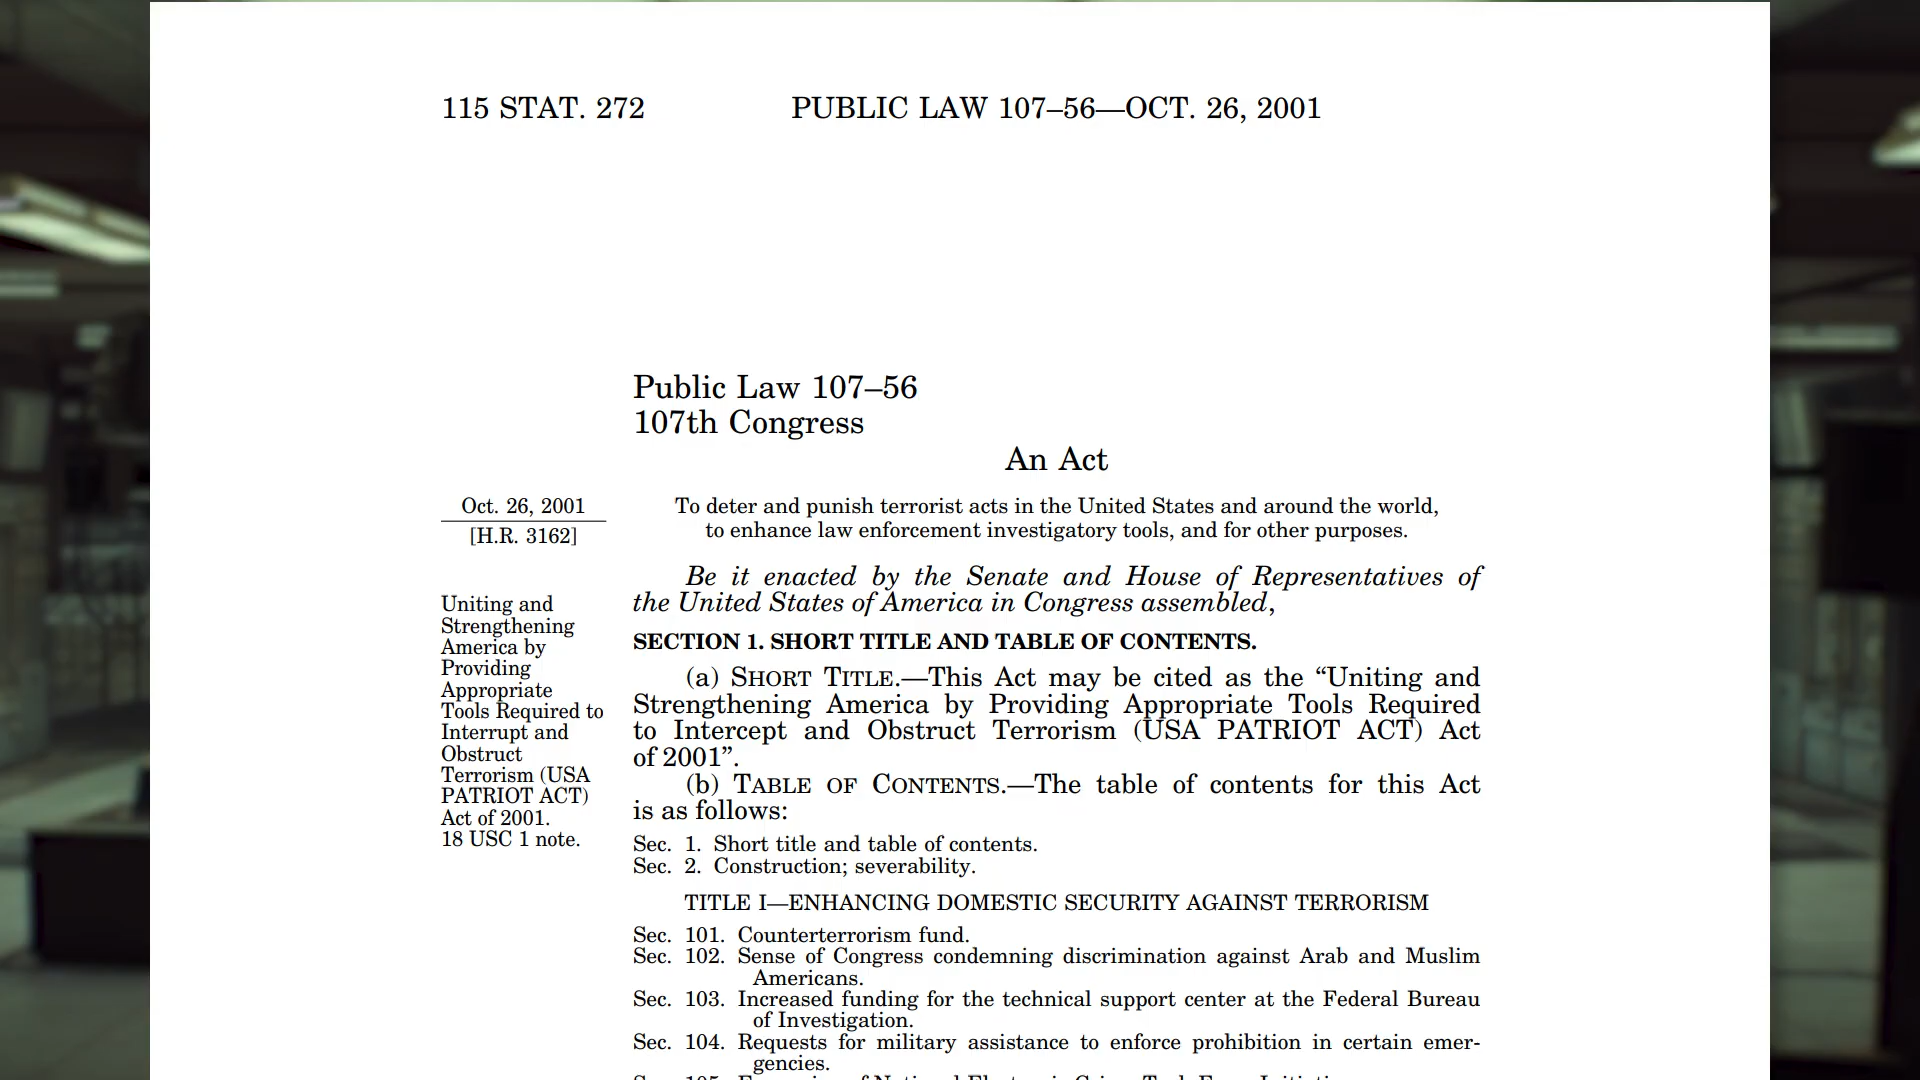 115 STAT. 272
PUBLIC LAW 107–56—OCT. 26, 2001
Public Law 107–56
107th Congress
An Act
Oct. 26, 2001
[H.R. 3162]
To deter and punish terrorist acts in the United States and around the world,
to enhance law enforcement investigatory tools, and for other purposes.
Be it enacted by the Senate and House of Representatives of
the United States of America in Congress assembled,
Uniting and
Strengthening
America by
Providing
Appropriate
Tools Required to
Interrupt and
Obstruct
Terrorism (USA
PATRIOT ACT)
Act of 2001.
18 USC 1 note.
SECTION 1. SHORT TITLE AND TABLE OF CONTENTS.
(a) SHORT TITLE.—This Act may be cited as the “Uniting and
Strengthening America by Providing Appropriate Tools Required
to Intercept and Obstruct Terrorism (USA PATRIOT ACT) Act
of 2001”.
(b) TABLE OF CONTENTS.—The table of contents for this Act
is as follows:
Sec. 1. Short title and table of contents.
Sec. 2. Construction; severability.
TITLE I—ENHANCING DOMESTIC SECURITY AGAINST TERRORISM
Sec. 101. Counterterrorism fund.
Sec. 102. Sense of Congress condemning discrimination against Arab and Muslim
Americans.
Sec. 103. Increased funding for the technical support center at the Federal Bureau
of Investigation.
Sec. 104. Requests for military assistance to enforce prohibition in certain emer-
gencies.